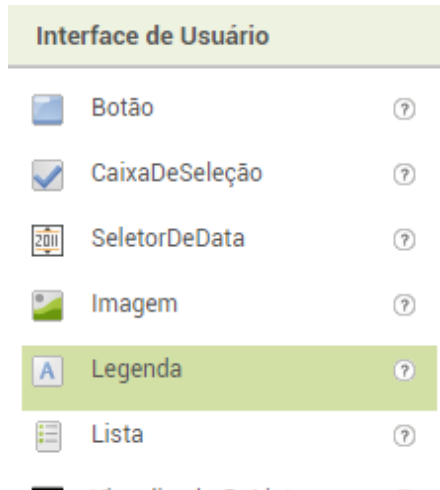 Interface de Usuário
Botão
?
CaixaDeSeleção
?
2011
SeletorDeData
?
Imagem
?
A
Legenda
?
Lista
?